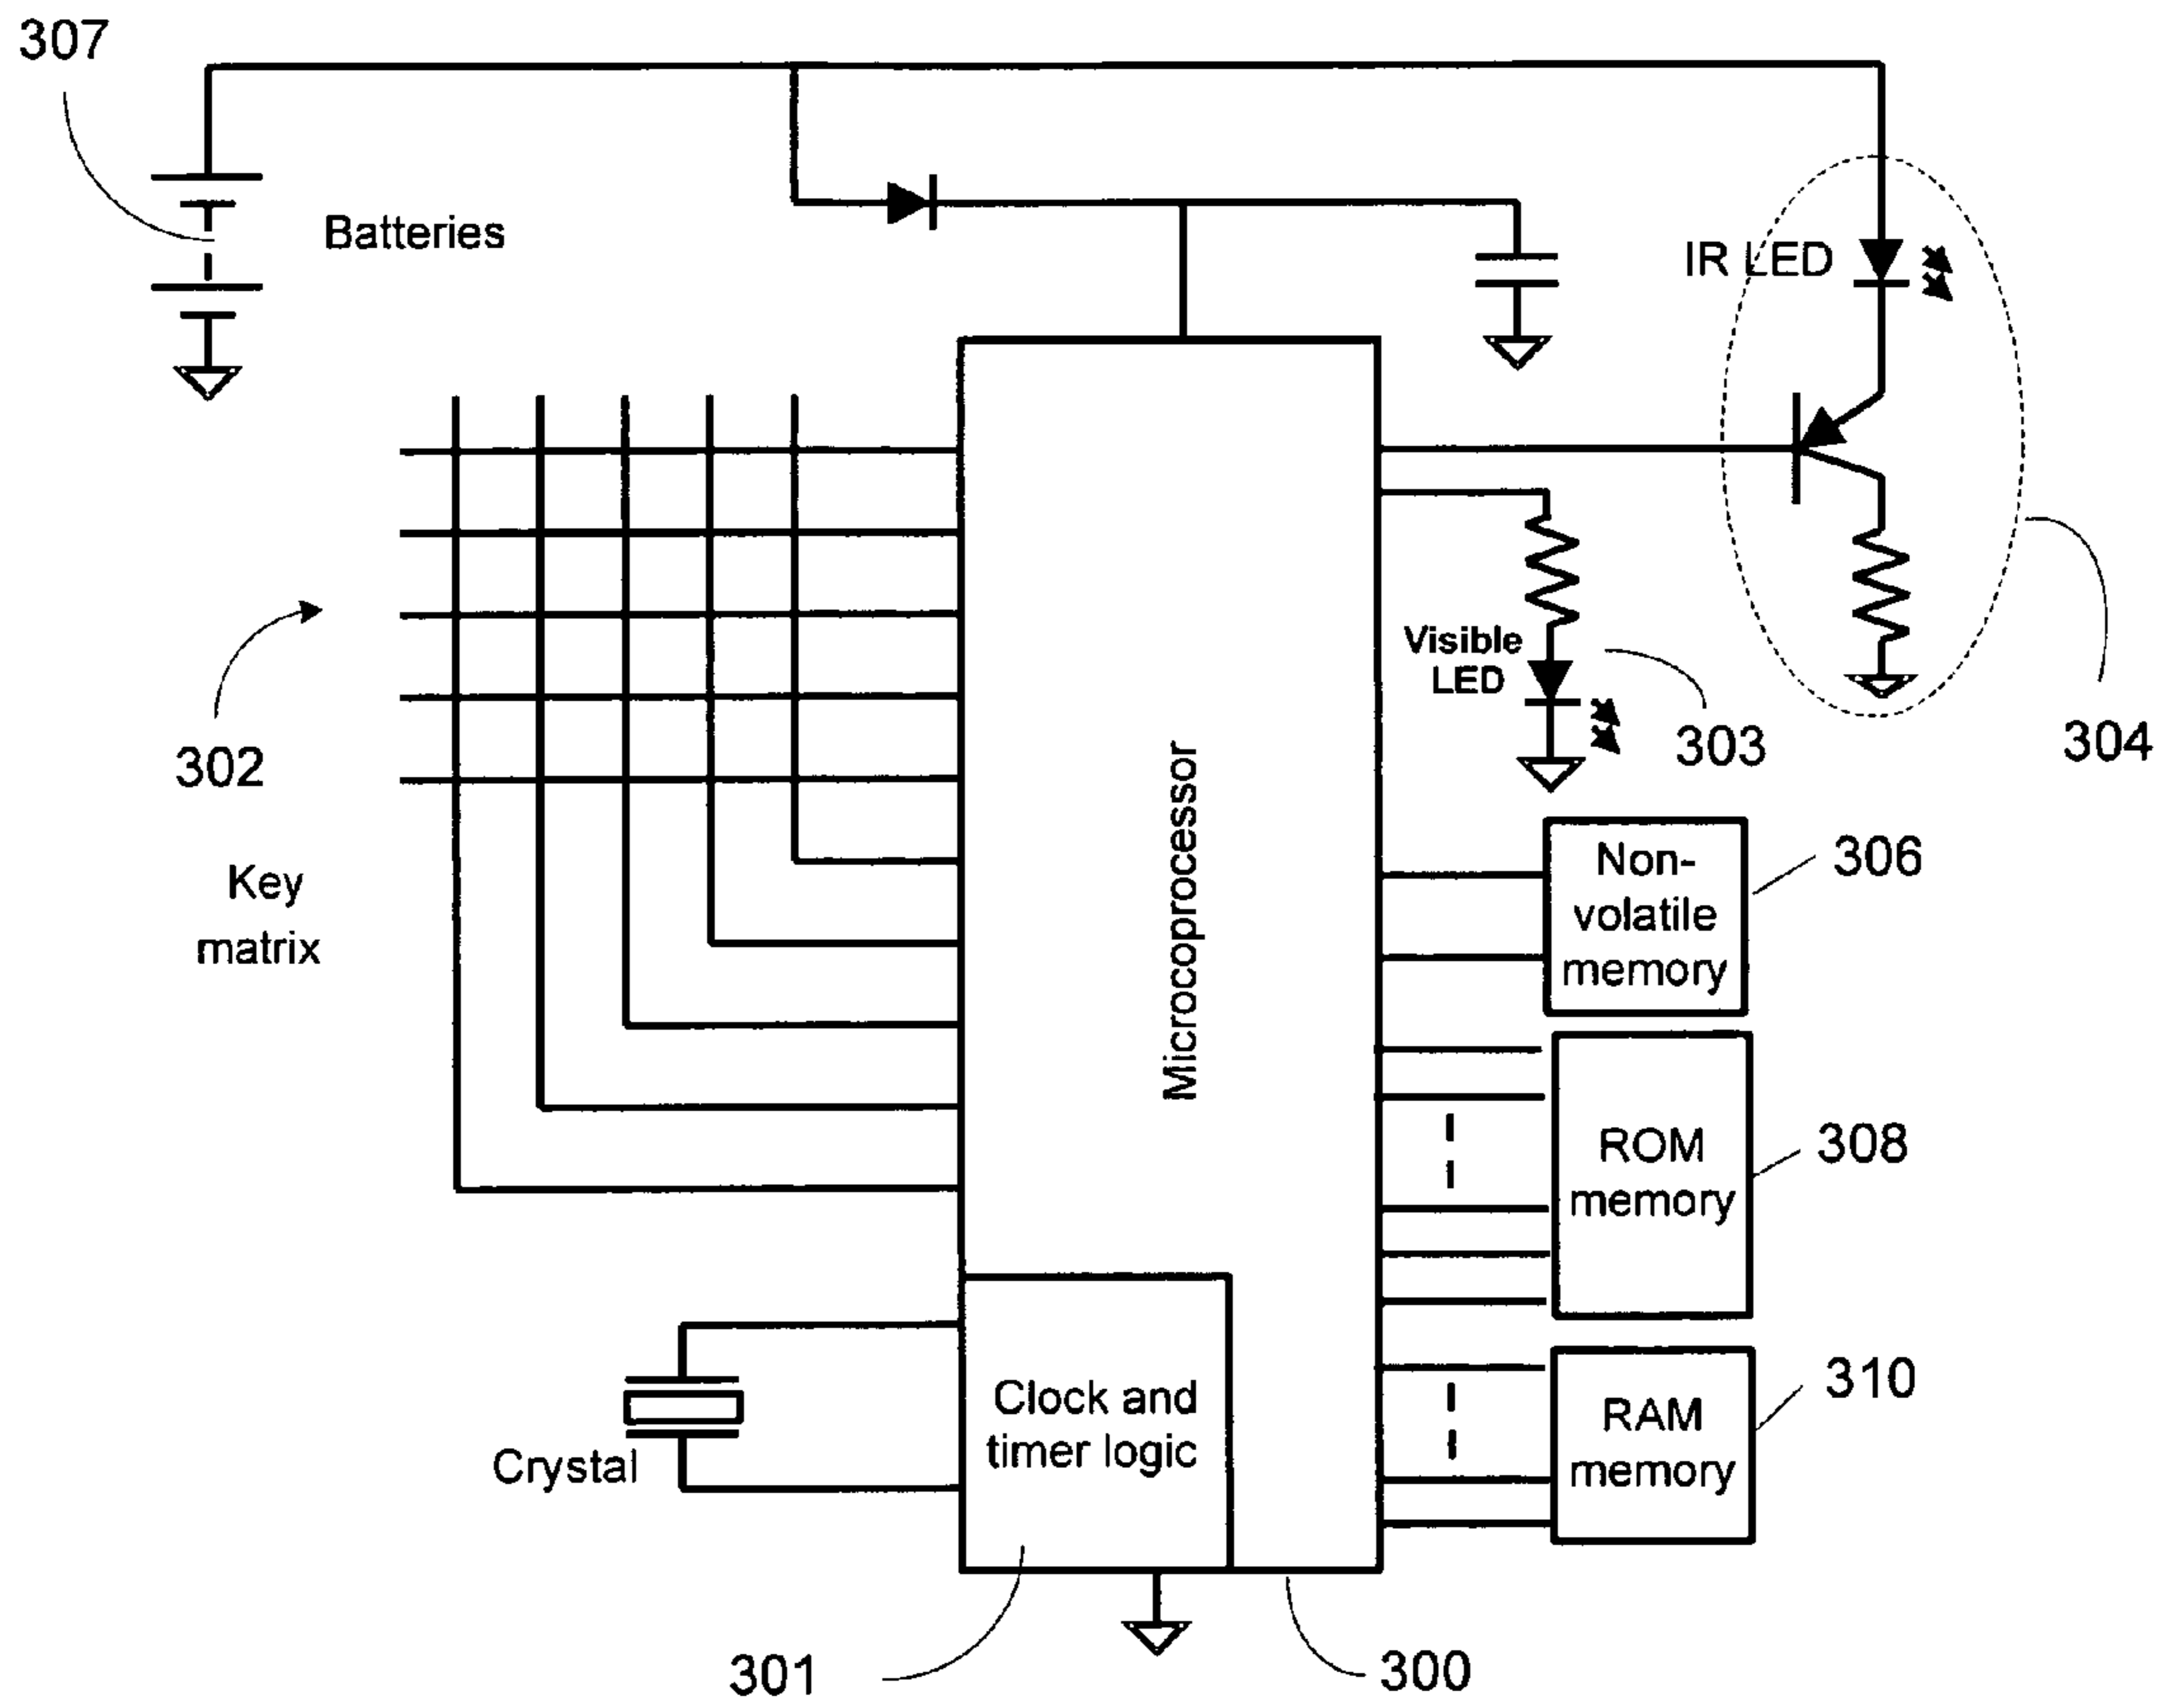 307
Batteries
IR LED
302
Key
matrix
Microcoprocessor
Visible
LED
303
304
Non-
volatile
memory
306
ROM
memory
308
RAM
memory
310
Clock and
timer logic
Crystal
301
300